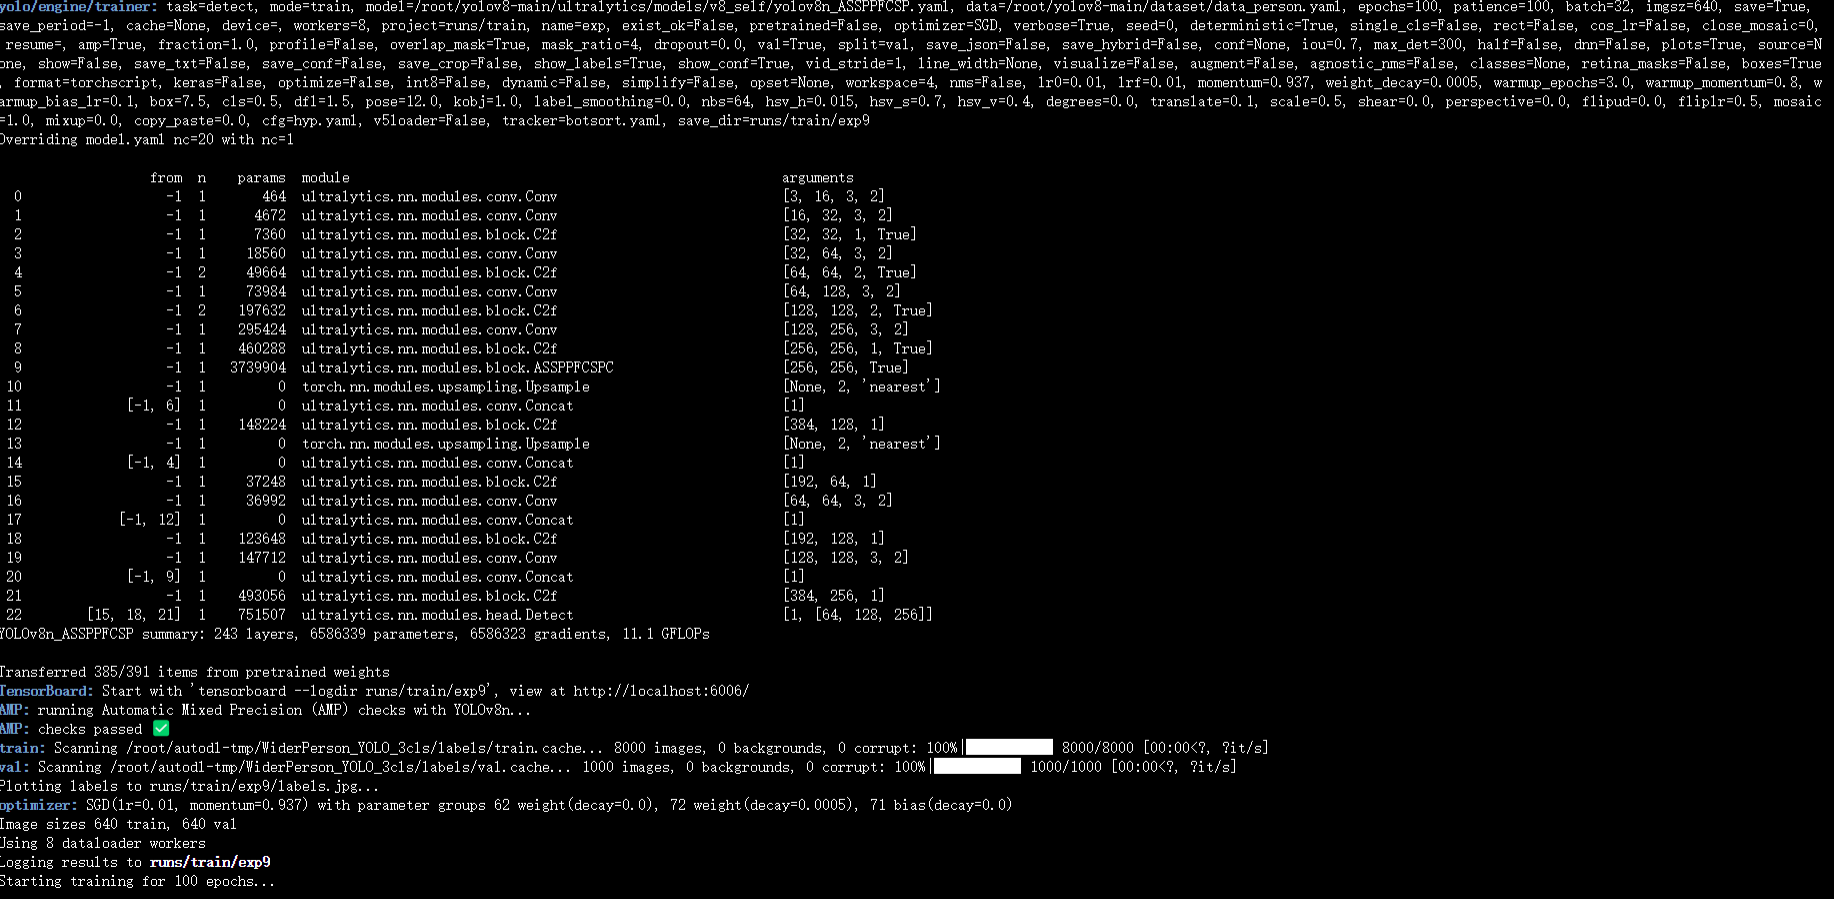 yolo/engine/trainer: task=detect, mode=train, model=/root/yolov8-main/ultralytics/models/v8_self/yolov8n_ASSPPFCSP.yaml, data=/root/yolov8-main/dataset/data_person.yaml, epochs=100, patience=100, batch=32, imgsz=640, save=True,
save_period=-1, cache=None, device=, workers=8, project=runs/train, name=exp, exist_ok=False, pretrained=False, optimizer=SGD, verbose=True, seed=0, deterministic=True, single_cls=False, rect=False, cos_lr=False, close_mosaic=0,
resume=, amp=True, fraction=1.0, profile=False, overlap_mask=True, mask_ratio=4, dropout=0.0, val=True, split=val, save_json=False, save_hybrid=False, conf=None, iou=0.7, max_det=300, half=False, dnn=False, plots=True, source=N
one, show=False, save_txt=False, save_conf=False, save_crop=False, show_labels=True, show_conf=True, vid_stride=1, line_width=None, visualize=False, augment=False, agnostic_nms=False, classes=None, retina_masks=False, boxes=True
, format=torchscript, keras=False, optimize=False, int8=False, dynamic=False, simplify=False, opset=None, workspace=4, nms=False, lr0=0.01, lrf=0.01, momentum=0.937, weight_decay=0.0005, warmup_epochs=3.0, warmup_momentum=0.8, w
armup_bias_lr=0.1, box=7.5, cls=0.5, dfl=1.5, pose=12.0, kobj=1.0, label_smoothing=0.0, nbs=64, hsv_h=0.015, hsv_s=0.7, hsv_v=0.4, degrees=0.0, translate=0.1, scale=0.5, shear=0.0, perspective=0.0, flipud=0.0, fliplr=0.5, mosaic
=1.0, mixup=0.0, copy_paste=0.0, cfg=hyp.yaml, v5loader=False, tracker=botsort.yaml, save_dir=runs/train/exp9
Overriding model.yaml nc=20 with nc=1
from n params module arguments
0 -1 1 464 ultralytics.nn.modules.conv.Conv [3, 16, 3, 2]
1 -1 1 4672 ultralytics.nn.modules.conv.Conv [16, 32, 3, 2]
2 -1 1 7360 ultralytics.nn.modules.block.C2f [32, 32, 1, True]
3 -1 1 18560 ultralytics.nn.modules.conv.Conv [32, 64, 3, 2]
4 -1 2 49664 ultralytics.nn.modules.block.C2f [64, 64, 2, True]
5 -1 1 73984 ultralytics.nn.modules.conv.Conv [64, 128, 3, 2]
6 -1 2 197632 ultralytics.nn.modules.block.C2f [128, 128, 2, True]
7 -1 1 295424 ultralytics.nn.modules.conv.Conv [128, 256, 3, 2]
8 -1 1 460288 ultralytics.nn.modules.block.C2f [256, 256, 1, True]
9 -1 1 3739904 ultralytics.nn.modules.block.ASSPPFCSPC [256, 256, True]
10 -1 1 0 torch.nn.modules.upsampling.Upsample [None, 2, 'nearest']
11 [-1, 6] 1 0 ultralytics.nn.modules.conv.Concat [1]
12 -1 1 148224 ultralytics.nn.modules.block.C2f [384, 128, 1]
13 -1 1 0 torch.nn.modules.upsampling.Upsample [None, 2, 'nearest']
14 [-1, 4] 1 0 ultralytics.nn.modules.conv.Concat [1]
15 -1 1 37248 ultralytics.nn.modules.block.C2f [192, 64, 1]
16 -1 1 36992 ultralytics.nn.modules.conv.Conv [64, 64, 3, 2]
17 [-1, 12] 1 0 ultralytics.nn.modules.conv.Concat [1]
18 -1 1 123648 ultralytics.nn.modules.block.C2f [192, 128, 1]
19 -1 1 147712 ultralytics.nn.modules.conv.Conv [128, 128, 3, 2]
20 [-1, 9] 1 0 ultralytics.nn.modules.conv.Concat [1]
21 -1 1 493056 ultralytics.nn.modules.block.C2f [384, 256, 1]
22 [15, 18, 21] 1 751507 ultralytics.nn.modules.head.Detect [1, [64, 128, 256]]
YOLOv8n_ASSPPFCSP summary: 243 layers, 6586339 parameters, 6586323 gradients, 11.1 GFLOPs
Transferred 385/391 items from pretrained weights
TensorBoard: Start with 'tensorboard --logdir runs/train/exp9', view at http://localhost:6006/
AMP: running Automatic Mixed Precision (AMP) checks with YOLOv8n...
AMP: checks passed ✅
train: Scanning /root/autodl-tmp/WiderPerson_YOLO_3cls/labels/train.cache... 8000 images, 0 backgrounds, 0 corrupt: 100%| 8000/8000 [00:00<?, ?it/s]
val: Scanning /root/autodl-tmp/WiderPerson_YOLO_3cls/labels/val.cache... 1000 images, 0 backgrounds, 0 corrupt: 100%| 1000/1000 [00:00<?, ?it/s]
Plotting labels to runs/train/exp9/labels.jpg...
optimizer: SGD(lr=0.01, momentum=0.937) with parameter groups 62 weight(decay=0.0), 72 weight(decay=0.0005), 71 bias(decay=0.0)
Image sizes 640 train, 640 val
Using 8 dataloader workers
Logging results to runs/train/exp9
Starting training for 100 epochs...